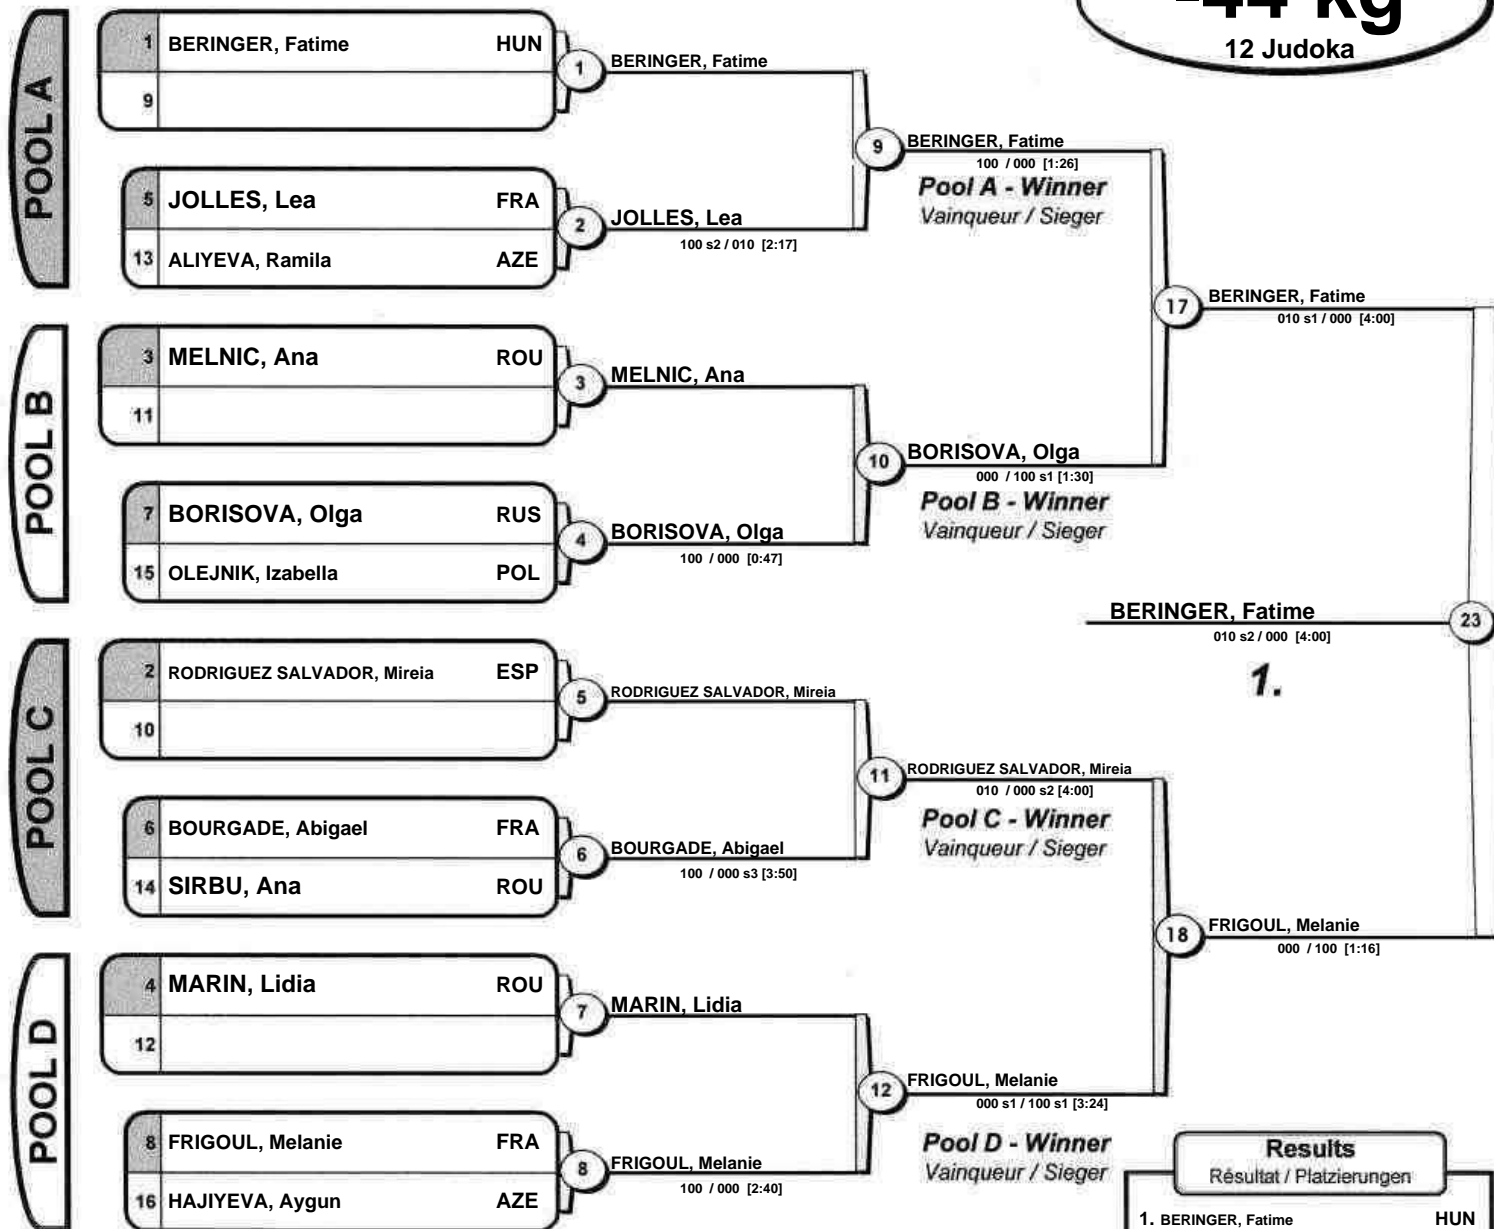 -44 kg
12 Judoka
POOL A
1 BERINGER, Fatime HUN
9
5 JOLLES, Lea FRA
13 ALIYEVA, Ramila AZE
1 BERINGER, Fatime
2 JOLLES, Lea
100 s2 / 010 [2:17]
9 BERINGER, Fatime
100 / 000 [1:26]
Pool A - Winner
Vainqueur / Sieger
POOL B
3 MELNIC, Ana ROU
11
7 BORISOVA, Olga RUS
15 OLEJNIK, Izabella POL
3 MELNIC, Ana
4 BORISOVA, Olga
100 / 000 [0:47]
10 BORISOVA, Olga
000 / 100 s1 [1:30]
Pool B - Winner
Vainqueur / Sieger
17 BERINGER, Fatime
010 s1 / 000 [4:00]
BERINGER, Fatime 23
010 s2 / 000 [4:00]
1.
POOL C
2 RODRIGUEZ SALVADOR, Mireia ESP
10
6 BOURGADE, Abigael FRA
14 SIRBU, Ana ROU
5 RODRIGUEZ SALVADOR, Mireia
6 BOURGADE, Abigael
100 / 000 s3 [3:50]
11 RODRIGUEZ SALVADOR, Mireia
010 / 000 s2 [4:00]
Pool C - Winner
Vainqueur / Sieger
18 FRIGOUL, Melanie
000 / 100 [1:16]
POOL D
4 MARIN, Lidia ROU
12
8 FRIGOUL, Melanie FRA
16 HAJIYEVA, Aygun AZE
7 MARIN, Lidia
8 FRIGOUL, Melanie
100 / 000 [2:40]
12 FRIGOUL, Melanie
000 s1 / 100 s1 [3:24]
Pool D - Winner
Vainqueur / Sieger
Results
Résultat / Platzierungen
1. BERINGER, Fatime HUN